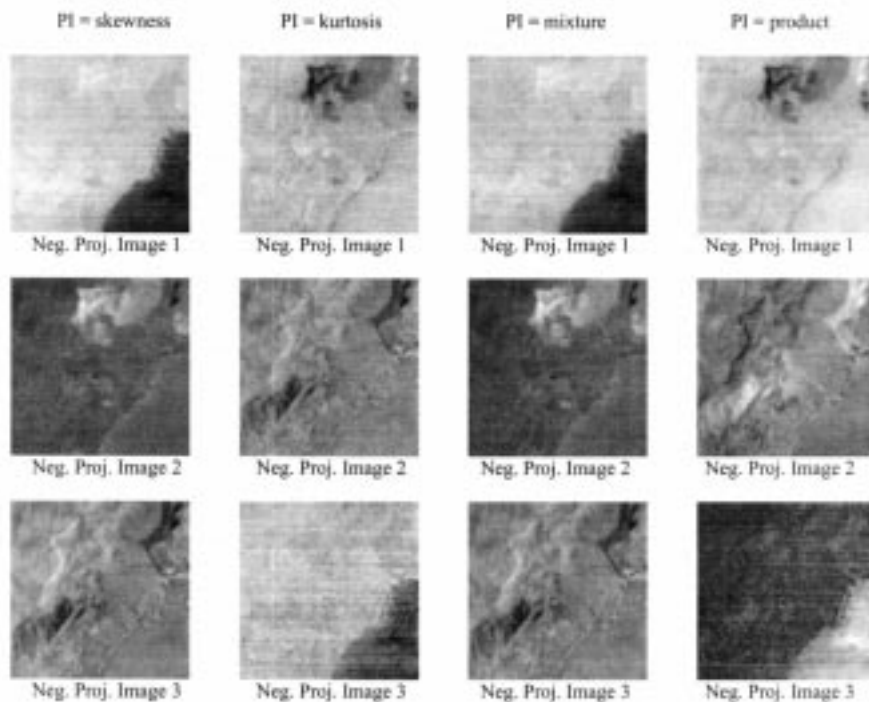 PI = skewness PI = kurtosis PI = mixture PI = product
Neg. Proj. Image 1 Neg. Proj. Image 1 Neg. Proj. Image 1 Neg. Proj. Image 1
Neg. Proj. Image 2 Neg. Proj. Image 2 Neg. Proj. Image 2 Neg. Proj. Image 2
Neg. Proj. Image 3 Neg. Proj. Image 3 Neg. Proj. Image 3 Neg. Proj. Image 3